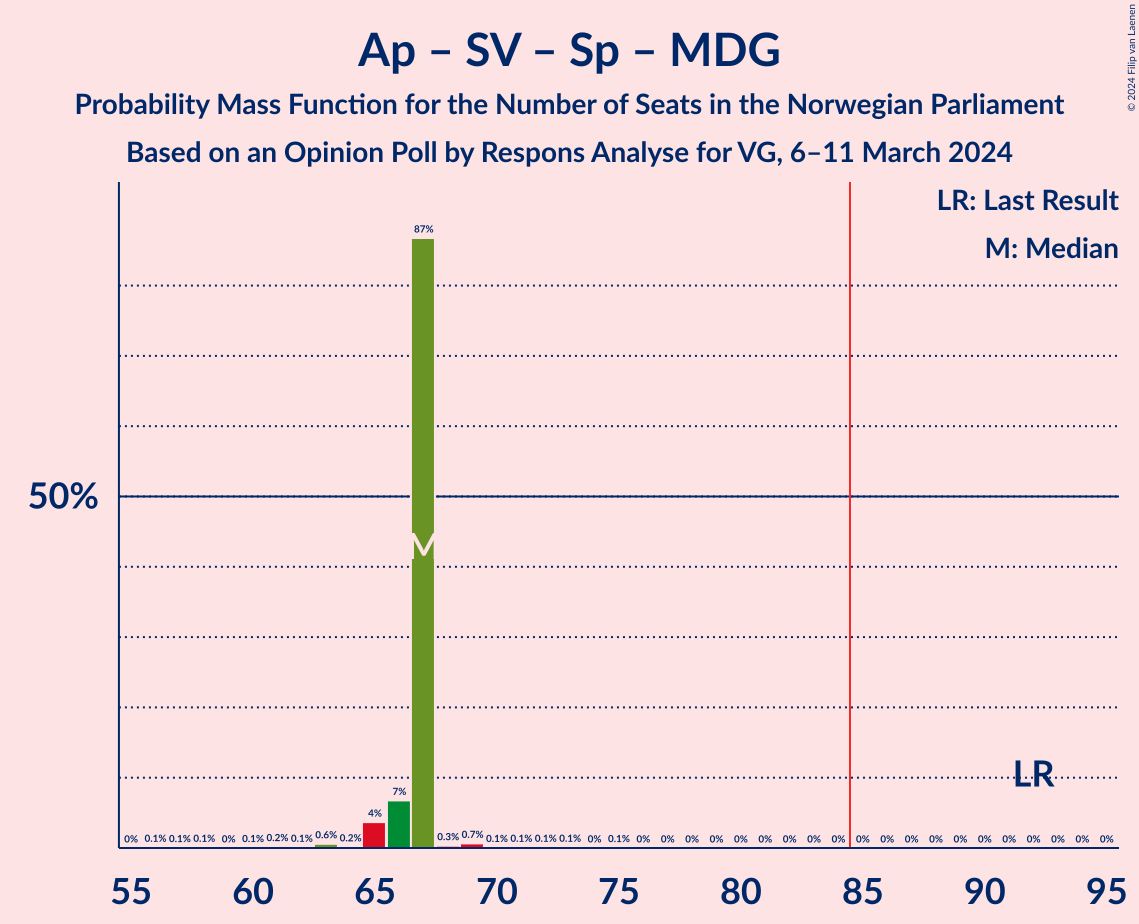 Ap – SV – Sp – MDG
Probability Mass Function for the Number of Seats in the Norwegian Parliament
Based on an Opinion Poll by Respons Analyse for VG, 6–11 March 2024
© 2024 Filip van Laenen
LR: Last Result
M: Median
87%
50%
M
LR
7%
4%
0% 0.1% 0.1% 0.1% 0% 0.1% 0.2% 0.1% 0.6% 0.2% 0.3% 0.7% 0.1% 0.1% 0.1% 0.1% 0% 0.1% 0% 0% 0% 0% 0% 0% 0% 0% 0% 0% 0% 0% 0% 0% 0% 0% 0% 0% 0% 0%
55 60 65 70 75 80 85 90 95